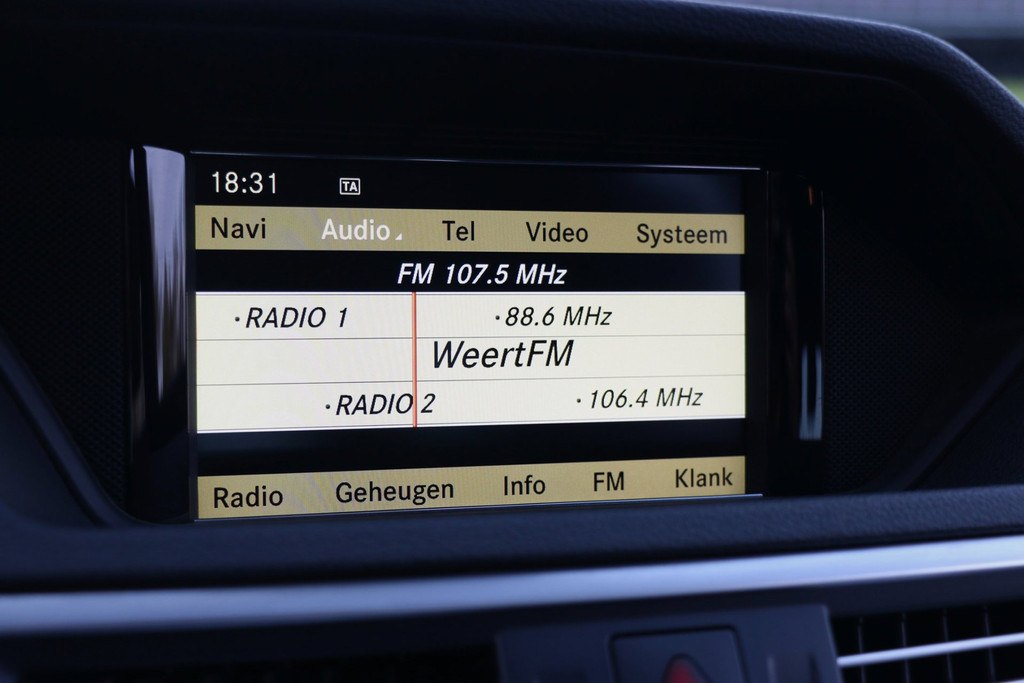 18:31 TA
Navi Audio Tel Video Systeem
FM 107.5 MHz
·RADIO 1 ·88.6 MHz
WeertFM
·RADIO 2 ·106.4 MHz
Radio Geheugen Info FM Klank